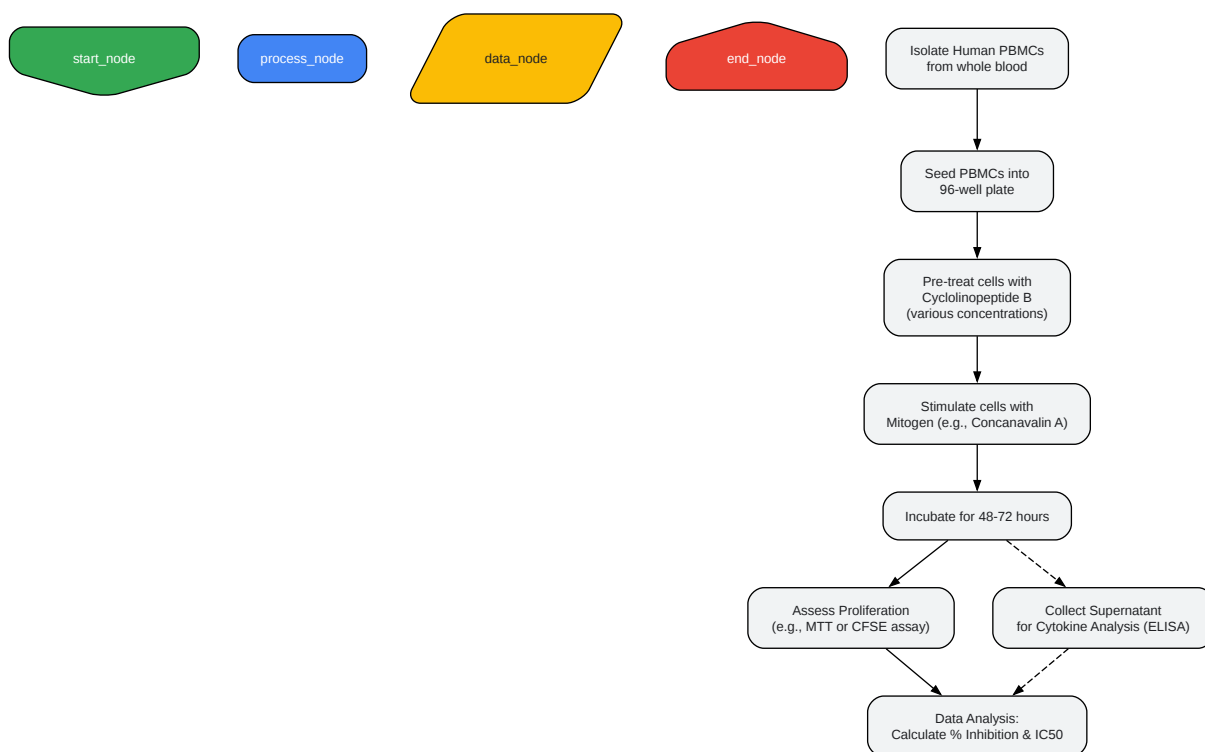 start_node
process_node
data_node
end_node
Isolate Human PBMCs
from whole blood
Seed PBMCs into
96-well plate
Pre-treat cells with
Cyclolinopeptide B
(various concentrations)
Stimulate cells with
Mitogen (e.g., Concanavalin A)
Incubate for 48-72 hours
Assess Proliferation
(e.g., MTT or CFSE assay)
Collect Supernatant
for Cytokine Analysis (ELISA)
Data Analysis:
Calculate % Inhibition & IC50